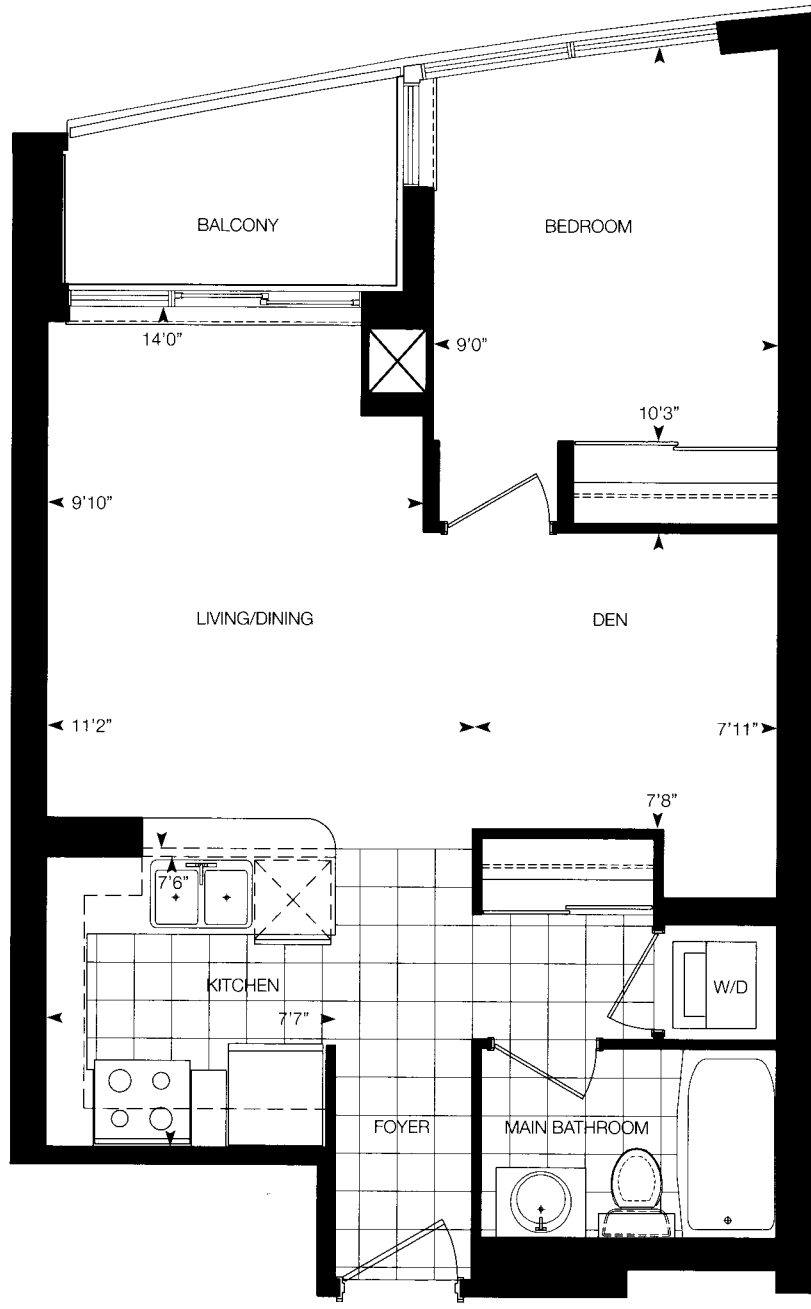 BALCONY
BEDROOM
14'0"
9'0"
10'3"
9'10"
LIVING/DINING
DEN
11'2"
7'11"
7'8"
7'6"
KITCHEN
W/D
7'7"
FOYER
MAIN BATHROOM